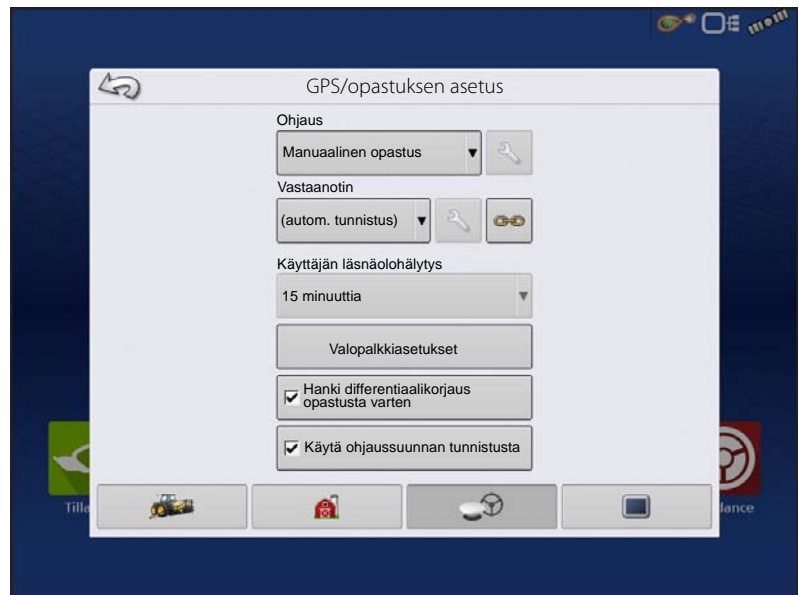 GPS/opastuksen asetus
Ohjaus
Manuaalinen opastus
Vastaanotin
(autom. tunnistus)
Käyttäjän läsnäolohälytys
15 minuuttia
Valopalkkiasetukset
Hanki differentiaalikorjaus
opastusta varten
Käytä ohjaussuunnan tunnistusta
Tilla
dance